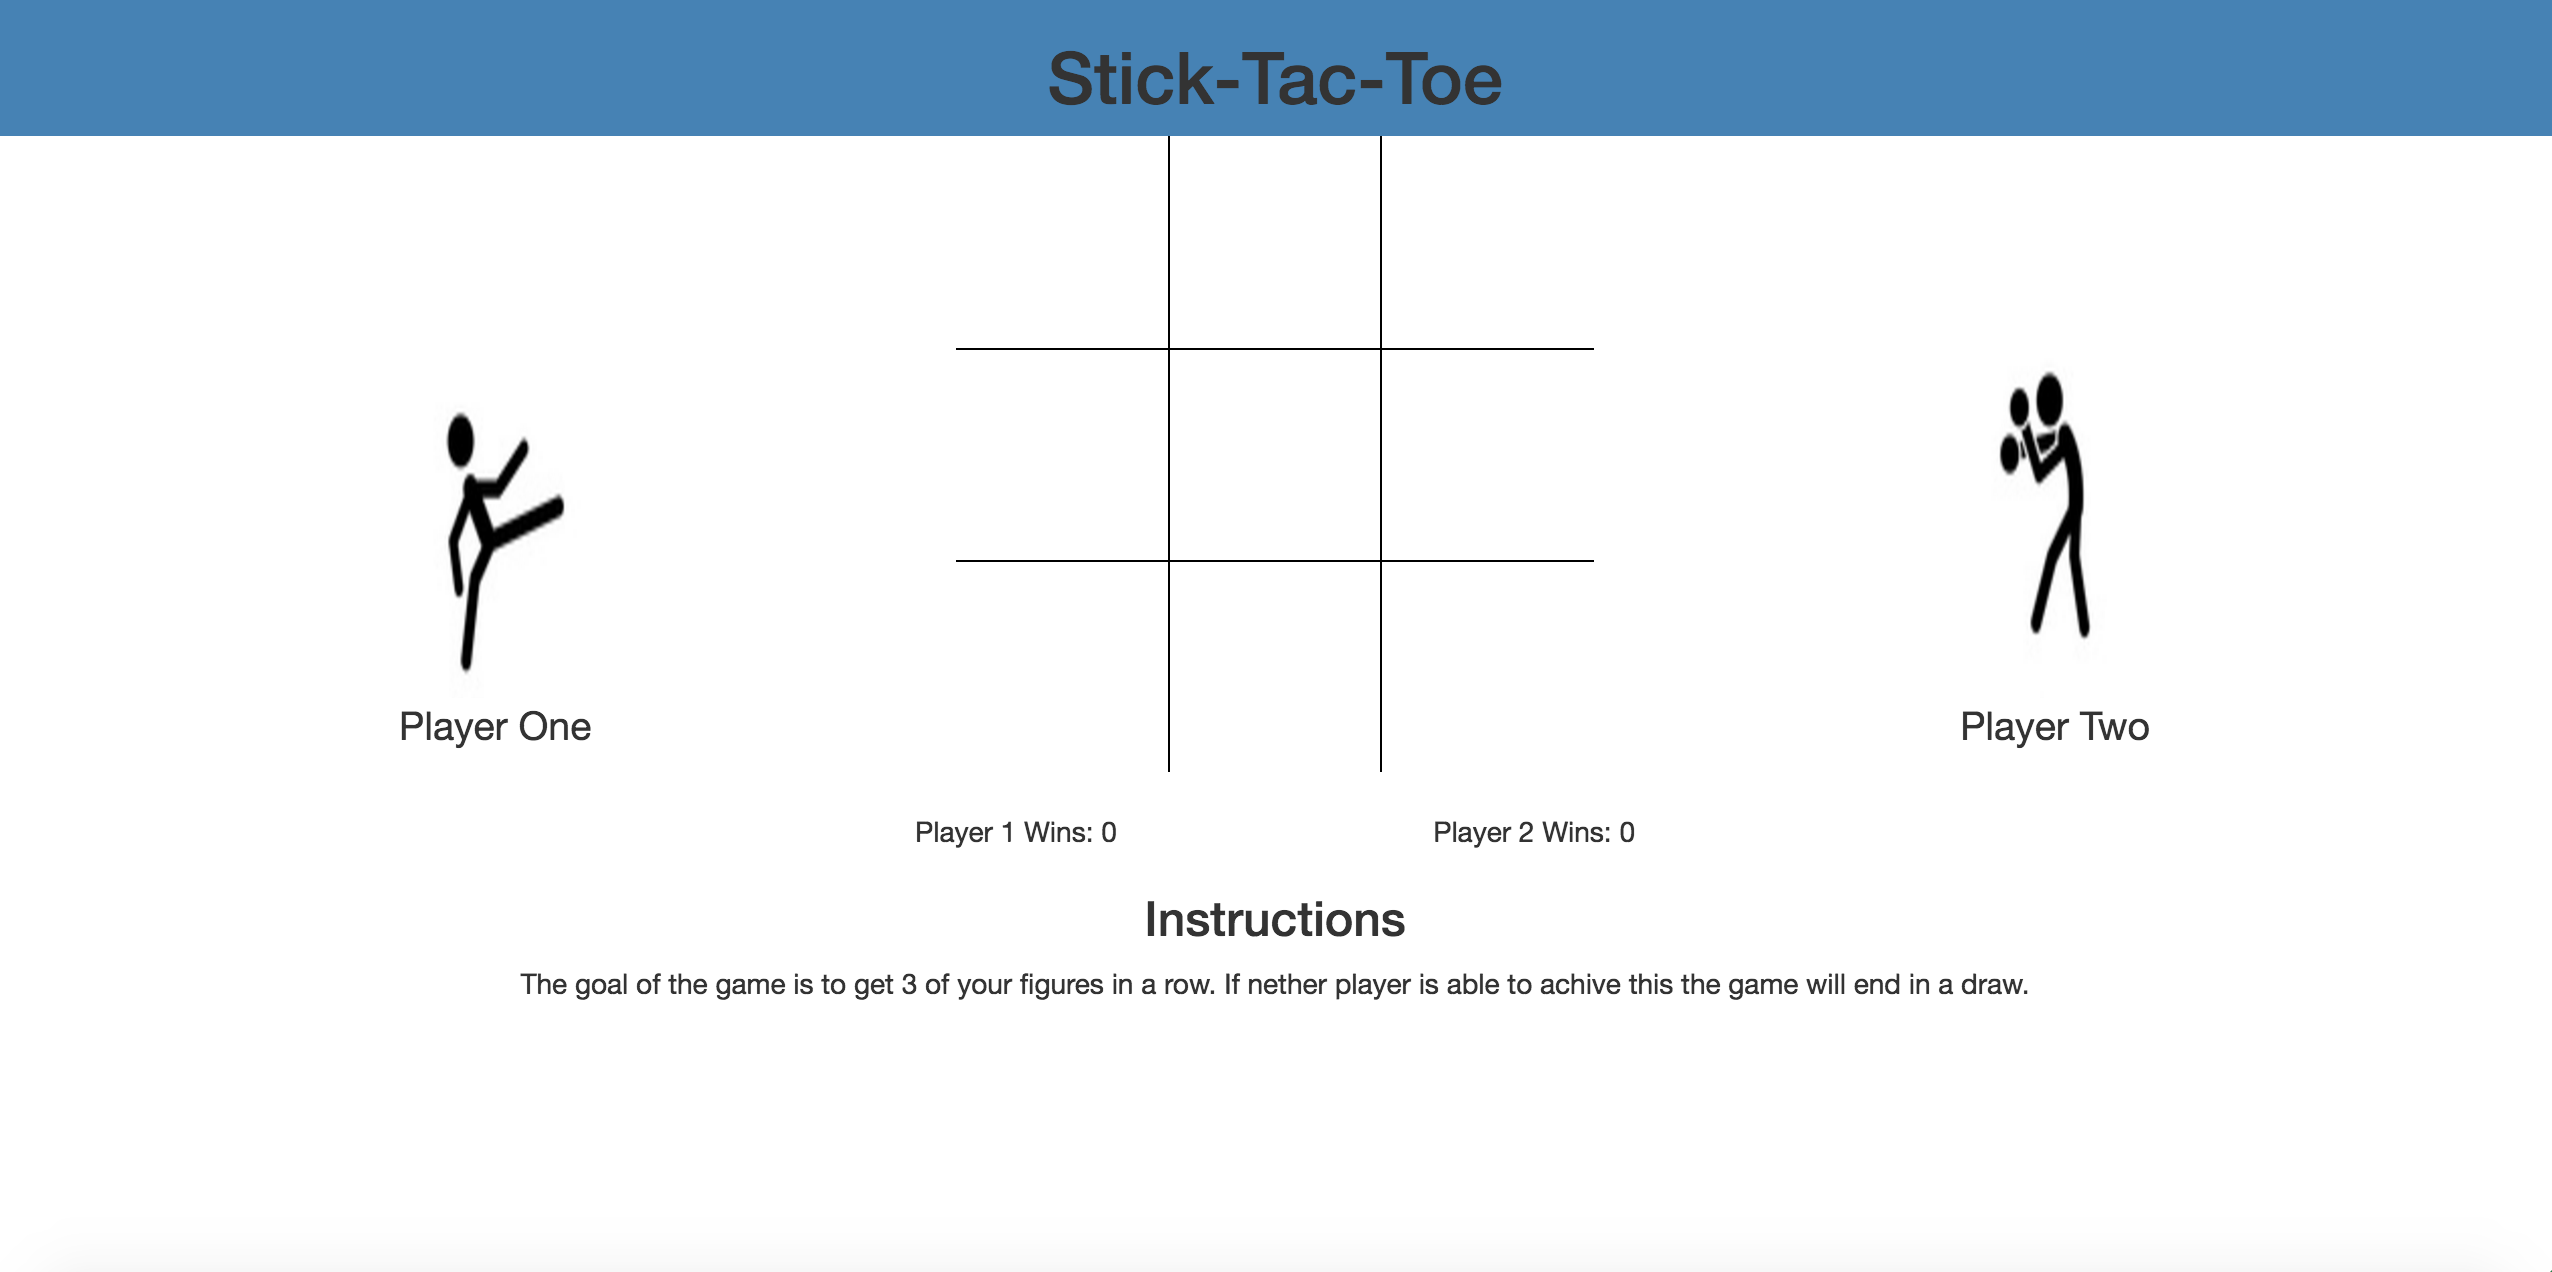 Stick-Tac-Toe
Player One
Player Two
Player 1 Wins: 0
Player 2 Wins: 0
Instructions
The goal of the game is to get 3 of your figures in a row. If nether player is able to achive this the game will end in a draw.